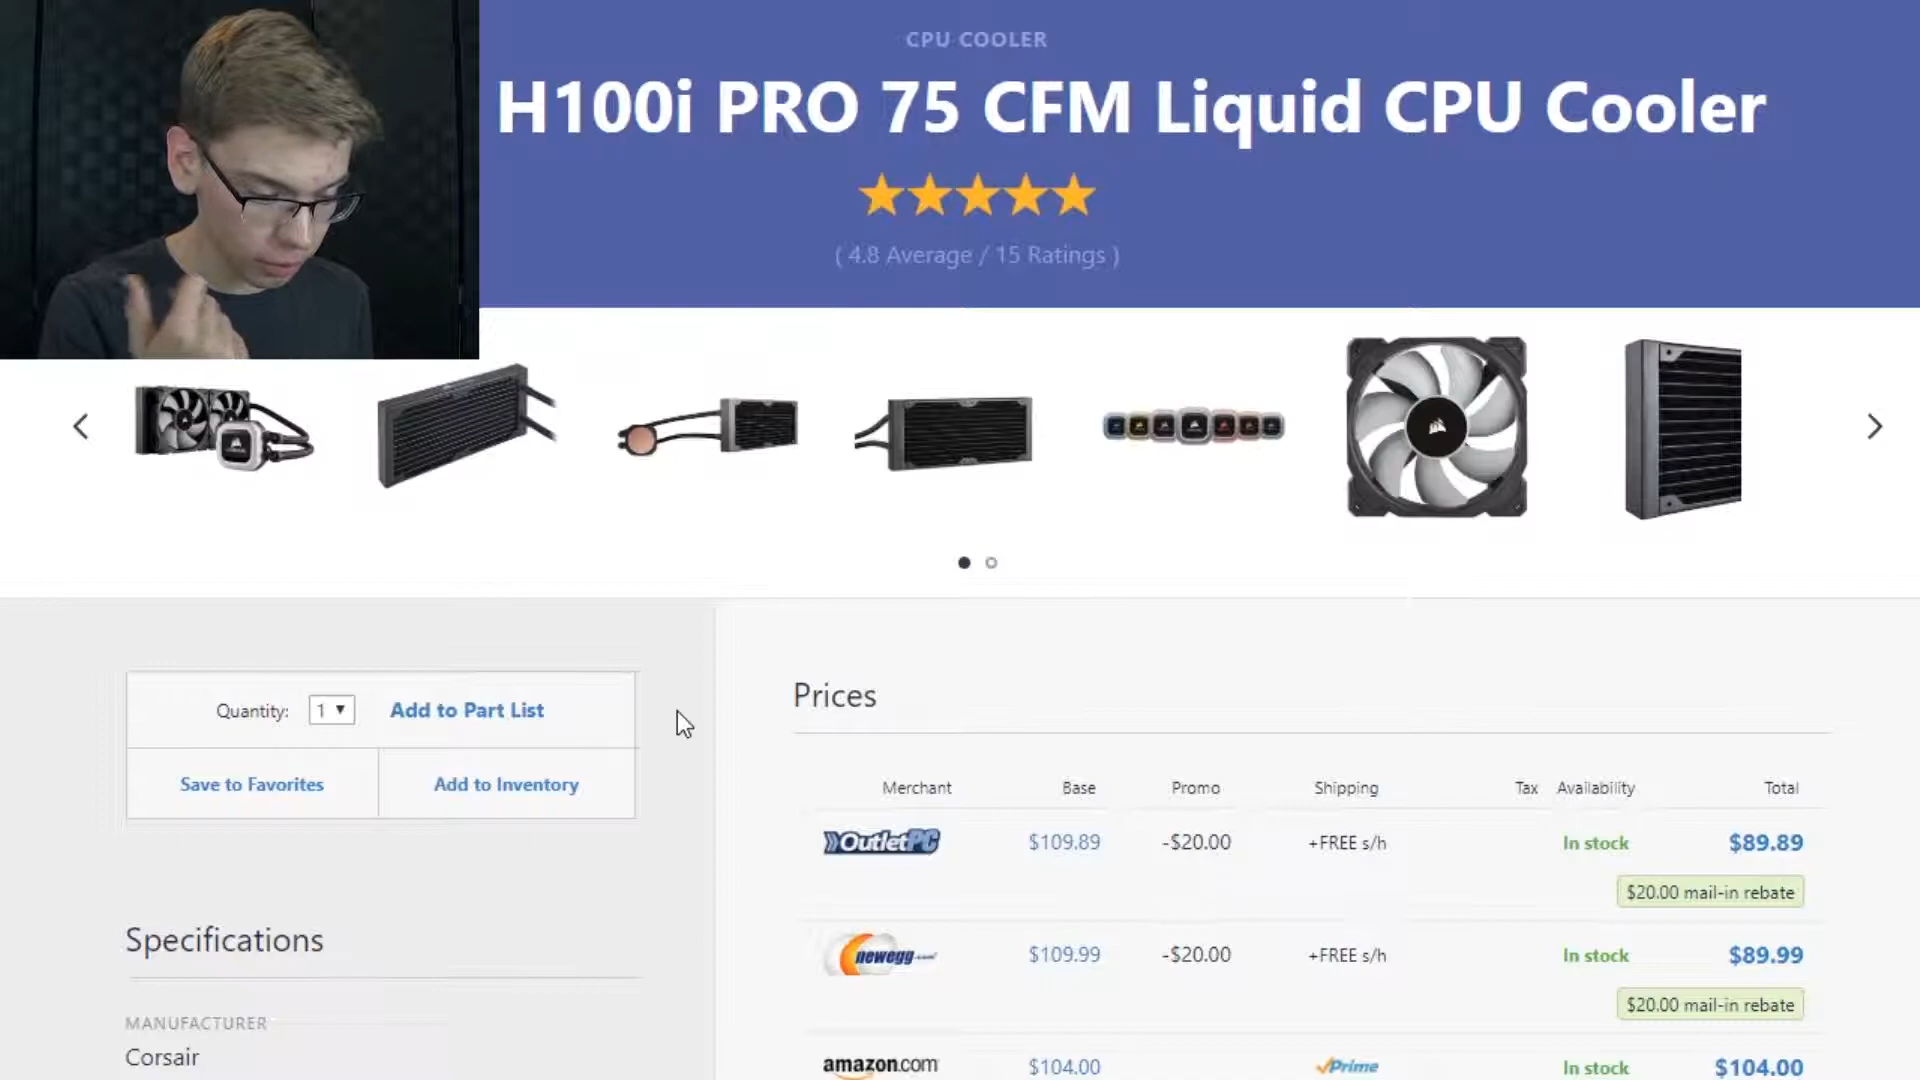 CPU COOLER
H100i PRO 75 CFM Liquid CPU Cooler
( 4.8 Average / 15 Ratings )
Quantity: 1 Add to Part List
Save to Favorites Add to Inventory
Specifications
MANUFACTURER
Corsair
Prices
Merchant Base Promo Shipping Tax Availability Total
OutletPC $109.89 -$20.00 +FREE s/h In stock $89.89
$20.00 mail-in rebate
newegg.com $109.99 -$20.00 +FREE s/h In stock $89.99
$20.00 mail-in rebate
amazon.com $104.00 Prime In stock $104.00